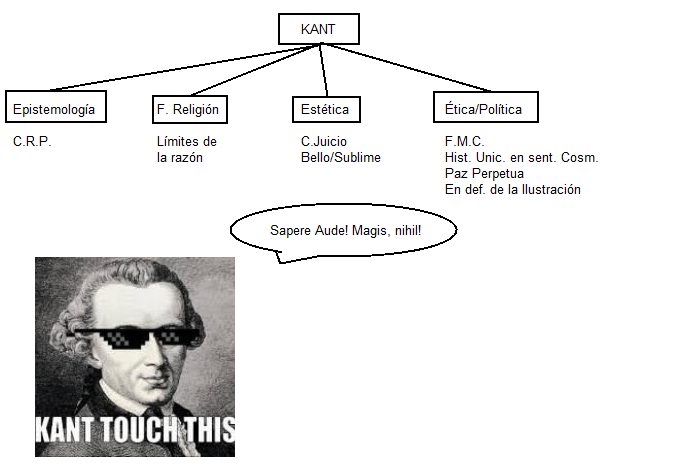 KANT
Epistemología
F. Religión
Estética
Ética/Política
C.R.P.
Límites de
la razón
C.Juicio
Bello/Sublime
F.M.C.
Hist. Unic. en sent. Cosm.
Paz Perpetua
En def. de la Ilustración
Sapere Aude! Magis, nihil!
KANT TOUCH THIS